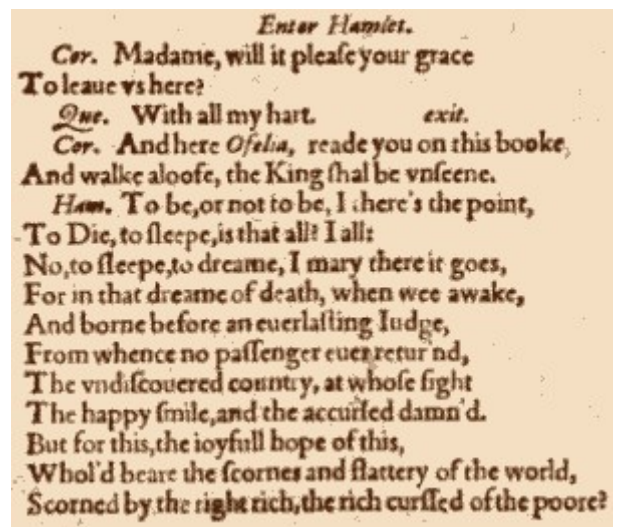 Enter Hamlet.
Cor. Madame, will it pleaſe your grace
To leaue vs here?
Que. With all my hart. exit.
Cor. And here Ofelia, reade you on this booke,
And walke alooſe, the King ſhal be vnſeene.
Ham. To be, or not to be, I there's the point,
To Die, to ſleepe, is that all? I all:
No, to ſleepe, to dreame, I mary there it goes,
For in that dreame of death, when wee awake,
And borne before an euerlaſting Iudge,
From whence no paſſenger euer retur'nd,
The vndiſcouered country, at whoſe ſight
The happy ſmile, and the accurſed damn'd.
But for this, the ioyfull hope of this,
Whol'd beare the ſcornes and flattery of the world,
Scorned by the right rich, the rich curſſed of the poore?